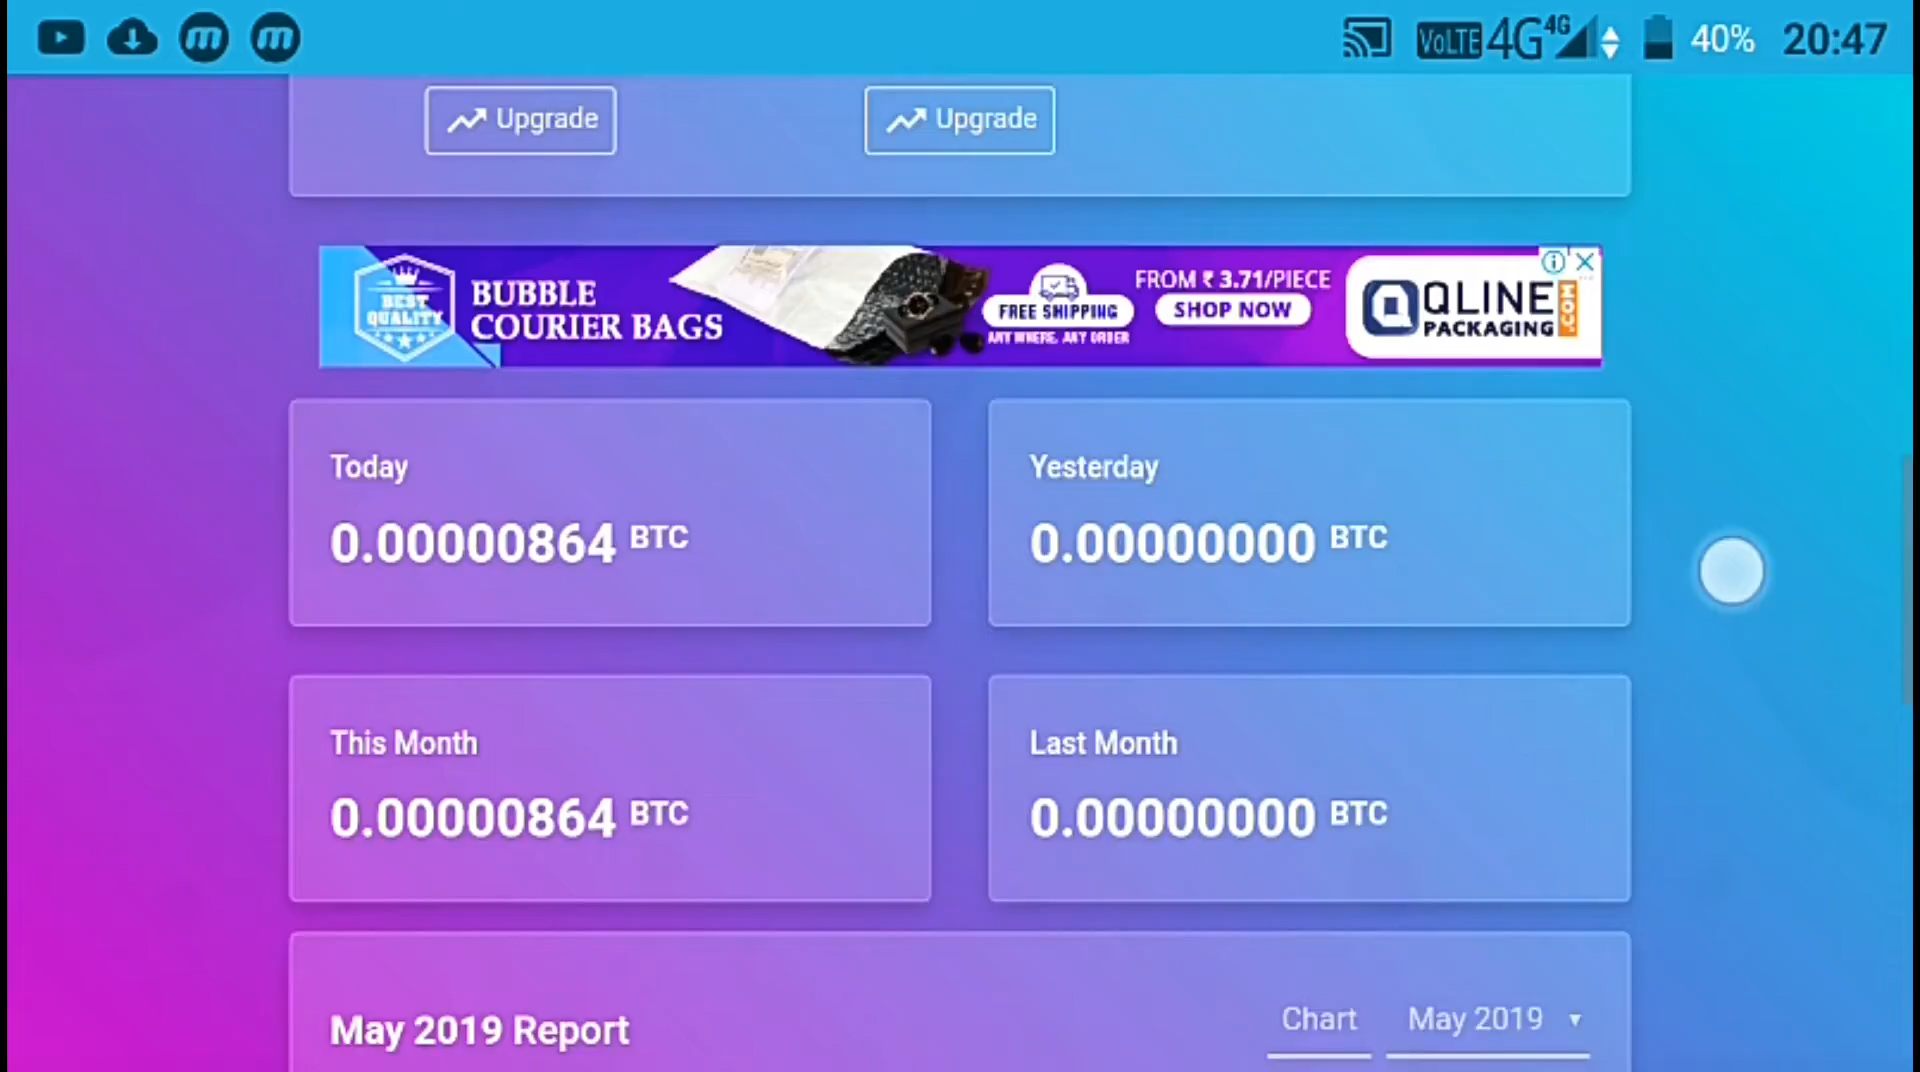 VoLTE 4G 4G 40% 20:47
Upgrade Upgrade
BEST QUALITY
BUBBLE
COURIER BAGS
FREE SHIPPING
ANY WHERE, ANY ORDER
FROM ₹ 3.71/PIECE
SHOP NOW
QLINE
PACKAGING
.COM
Today
0.00000864 BTC
Yesterday
0.00000000 BTC
This Month
0.00000864 BTC
Last Month
0.00000000 BTC
May 2019 Report Chart May 2019